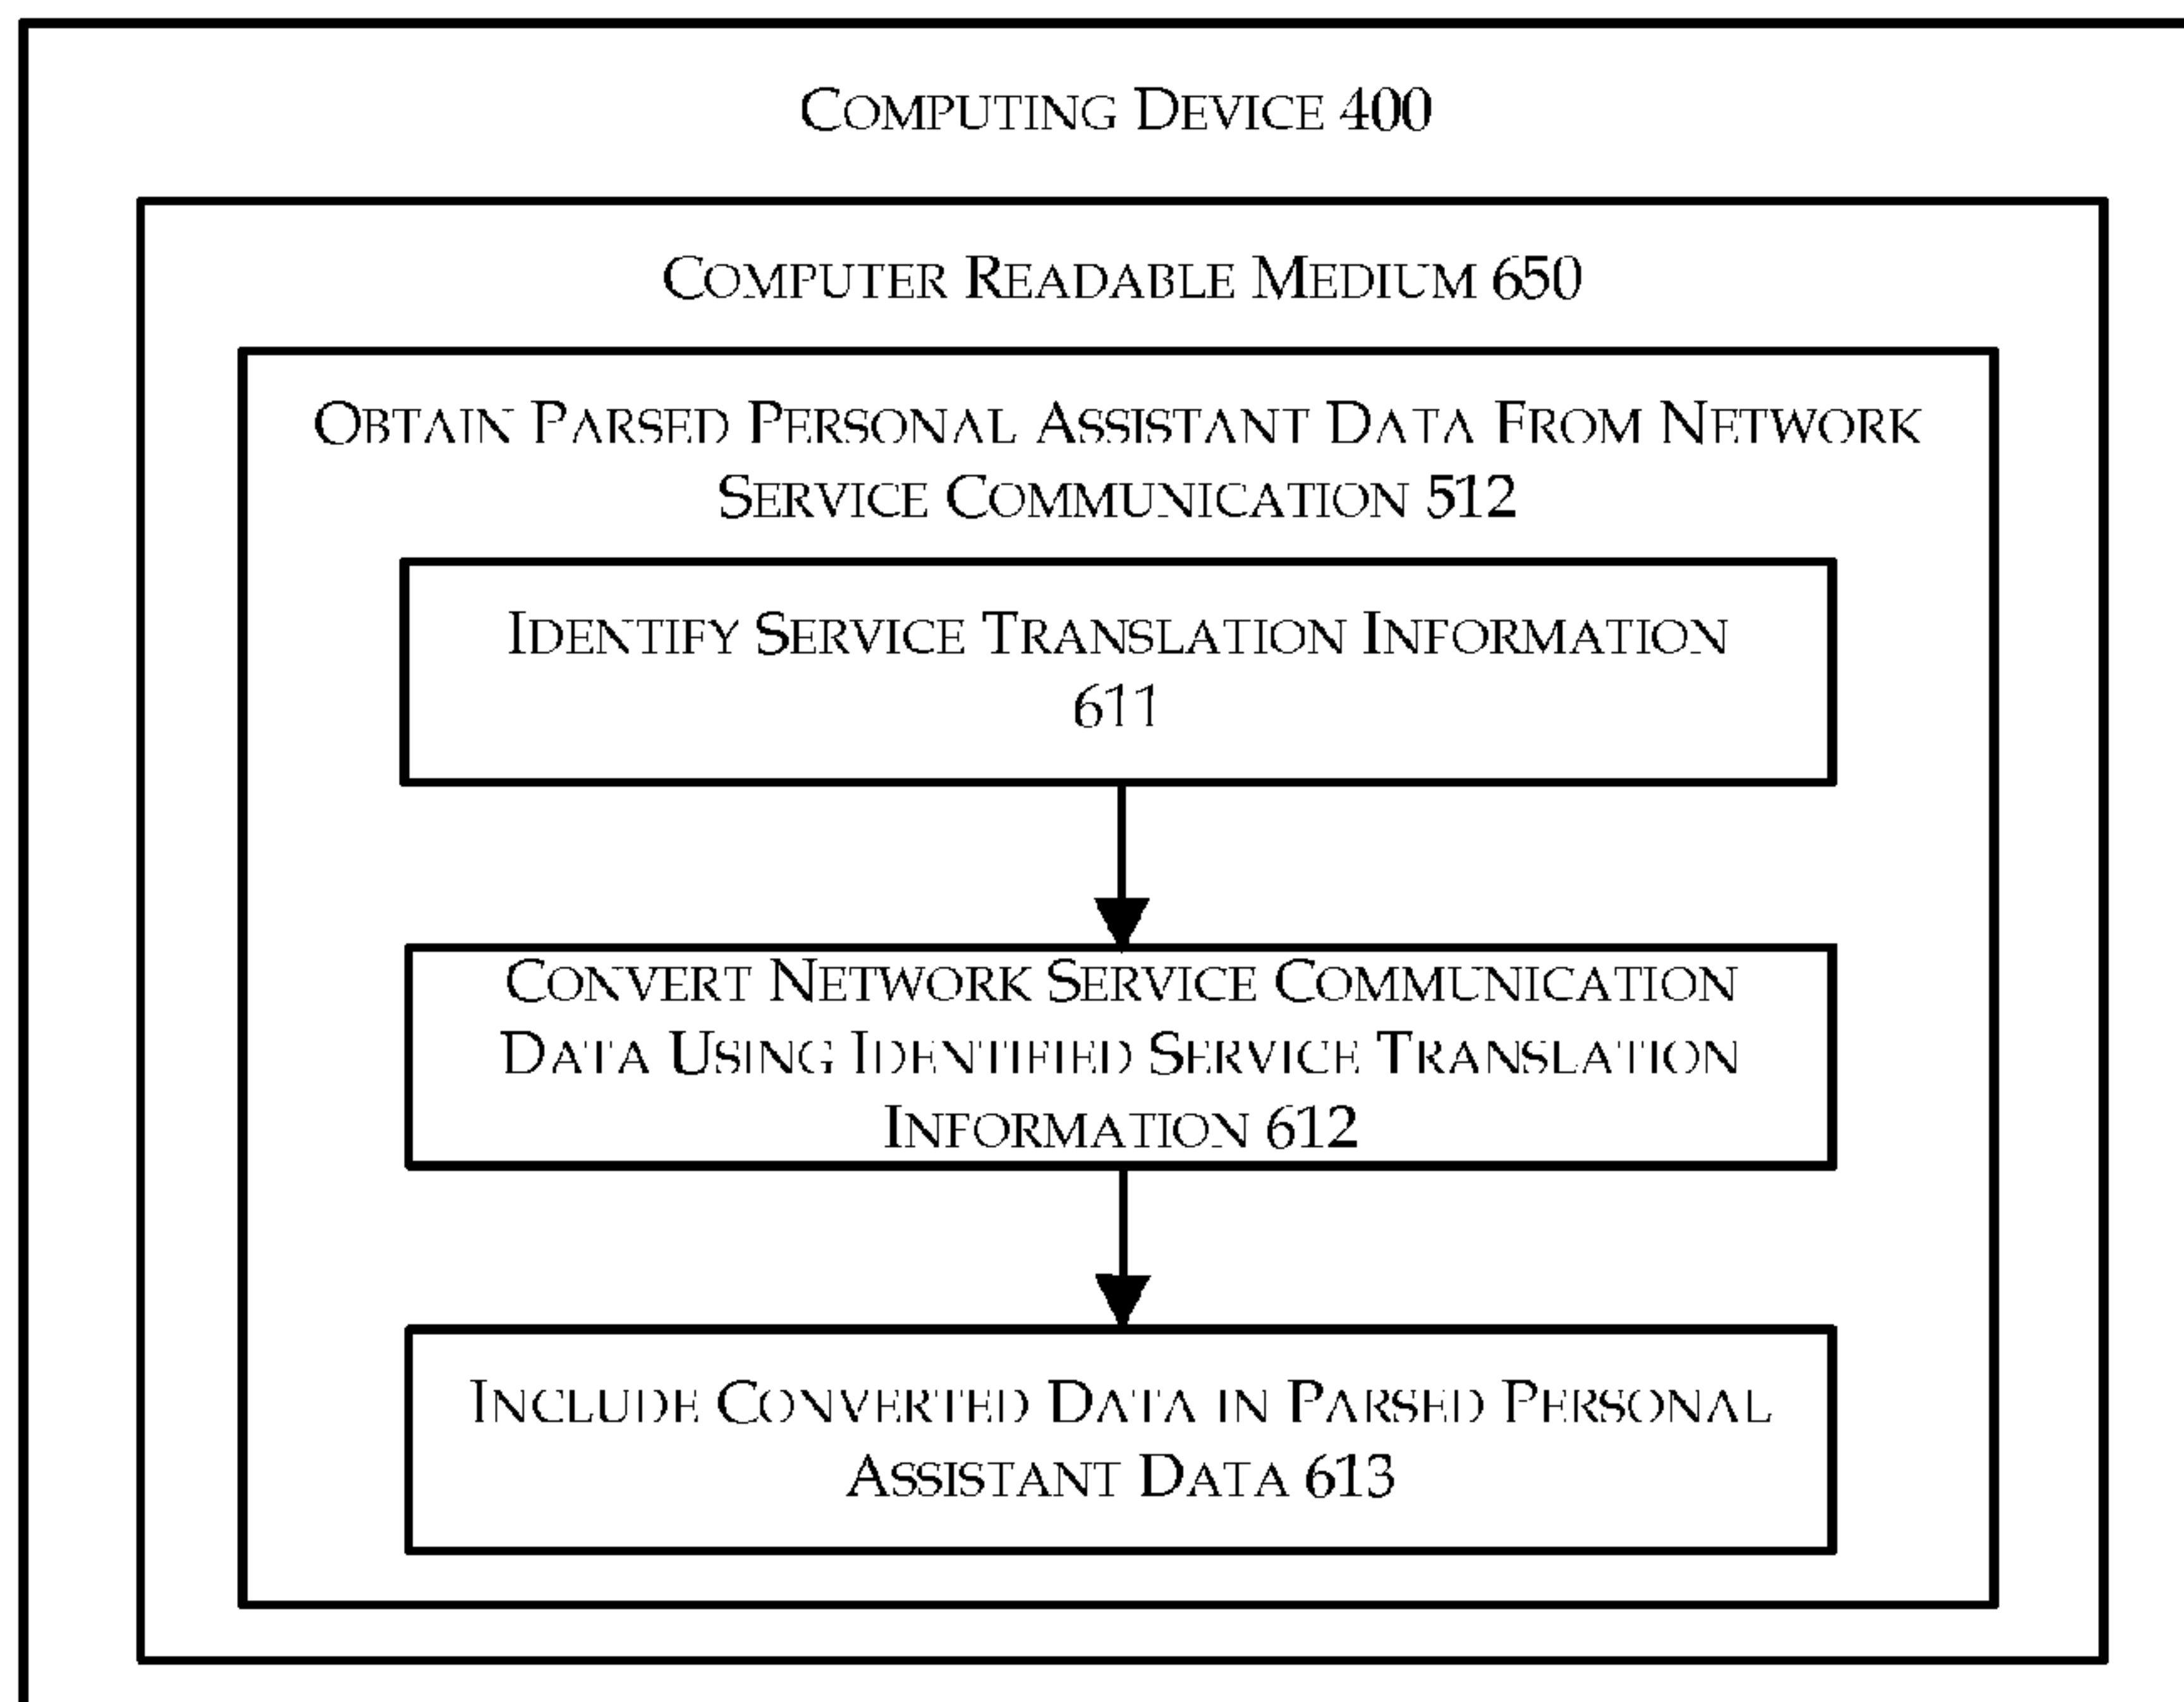 Computing Device 400
Computer Readable Medium 650
Obtain Parsed Personal Assistant Data From Network
Service Communication 512
Identify Service Translation Information
611
Convert Network Service Communication
Data Using Identified Service Translation
Information 612
Include Converted Data in Parsed Personal
Assistant Data 613